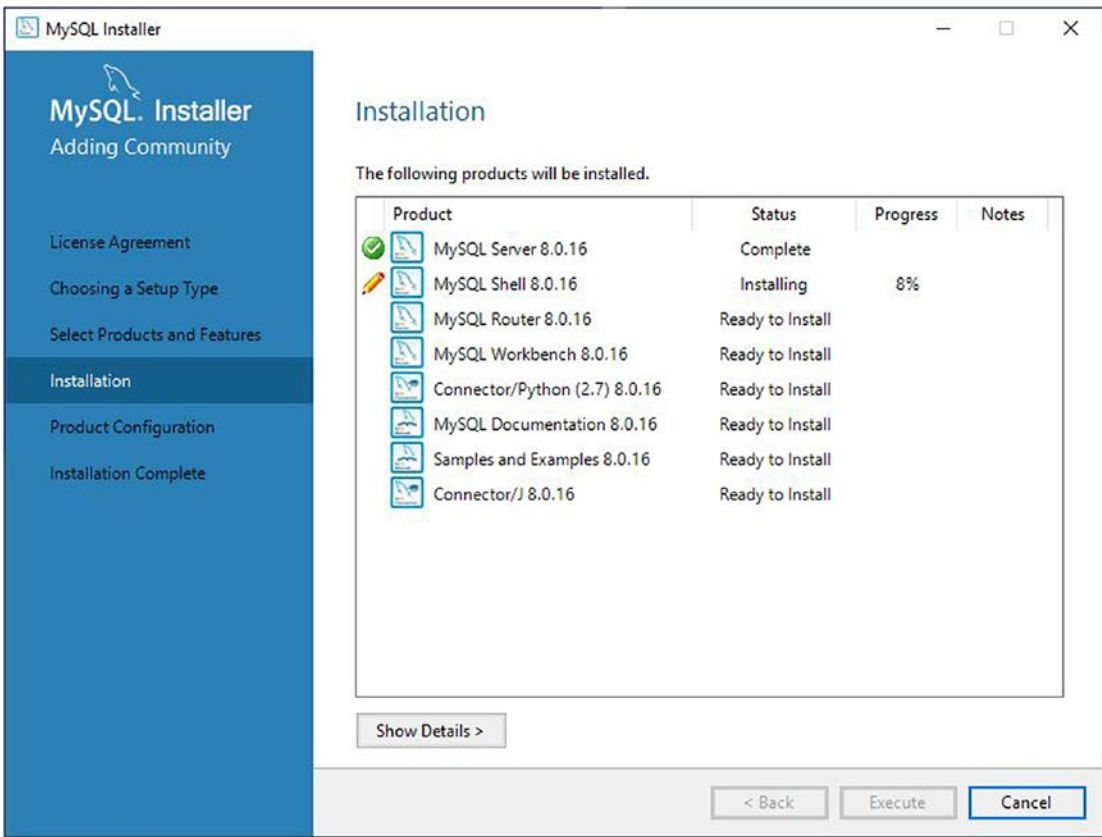 MySQL Installer
MySQL. Installer
Adding Community
License Agreement
Choosing a Setup Type
Select Products and Features
Installation
Product Configuration
Installation Complete
Installation
The following products will be installed.
Product Status Progress Notes
MySQL Server 8.0.16 Complete
MySQL Shell 8.0.16 Installing 8%
MySQL Router 8.0.16 Ready to Install
MySQL Workbench 8.0.16 Ready to Install
Connector/Python (2.7) 8.0.16 Ready to Install
MySQL Documentation 8.0.16 Ready to Install
Samples and Examples 8.0.16 Ready to Install
Connector/J 8.0.16 Ready to Install
Show Details >
< Back Execute Cancel